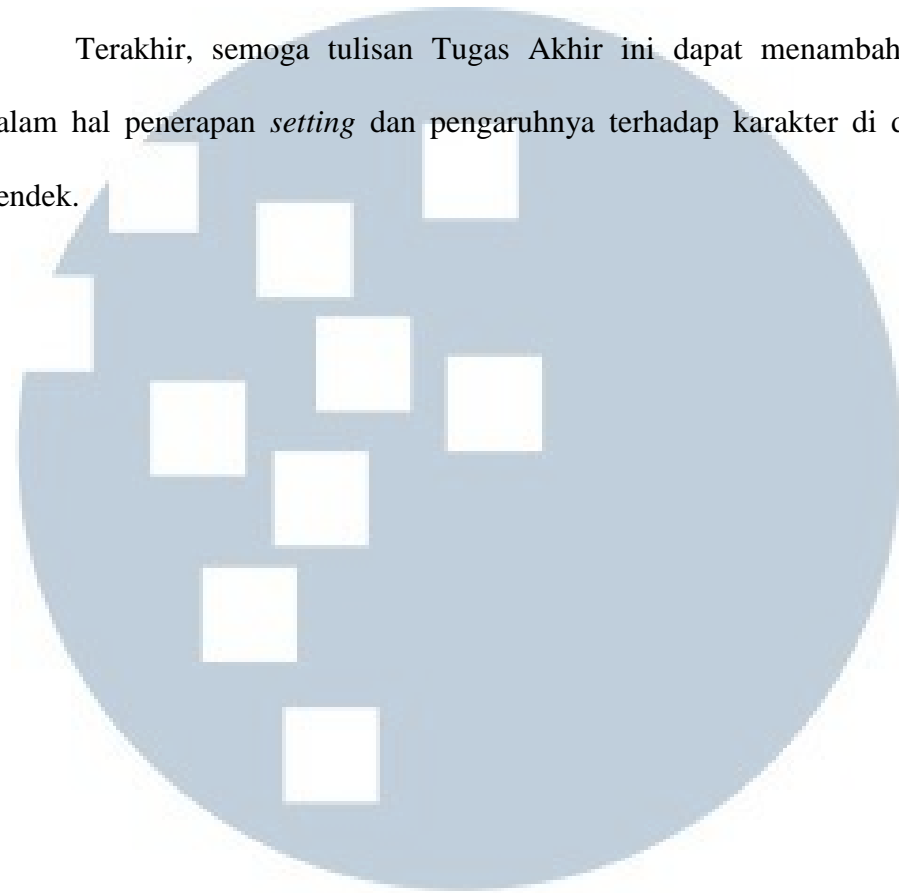 Terakhir, semoga tulisan Tugas Akhir ini dapat menambah
alam hal penerapan setting dan pengaruhnya terhadap karakter di d
endek.